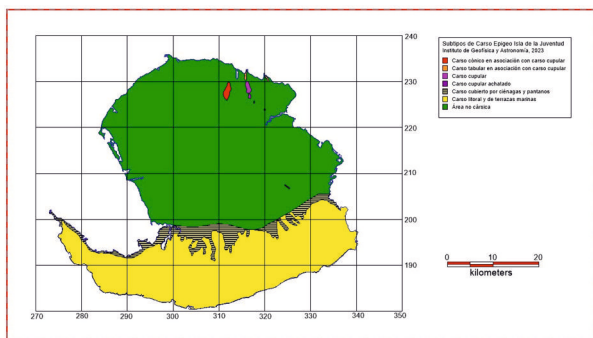 Subtipos de Carso Epigeo Isla de la Juventud
Instituto de Geofísica y Astronomía, 2023
Carso cónico en asociación con carso cupular
Carso tabular en asociación con carso cupular
Carso cupular
Carso cupular achatado
Carso cubierto por ciénagas y pantanos
Carso litoral y de terrazas marinas
Área no cársica
240
230
220
210
200
190
270
280
290
300
310
320
330
340
350
0
10
20
kilometers